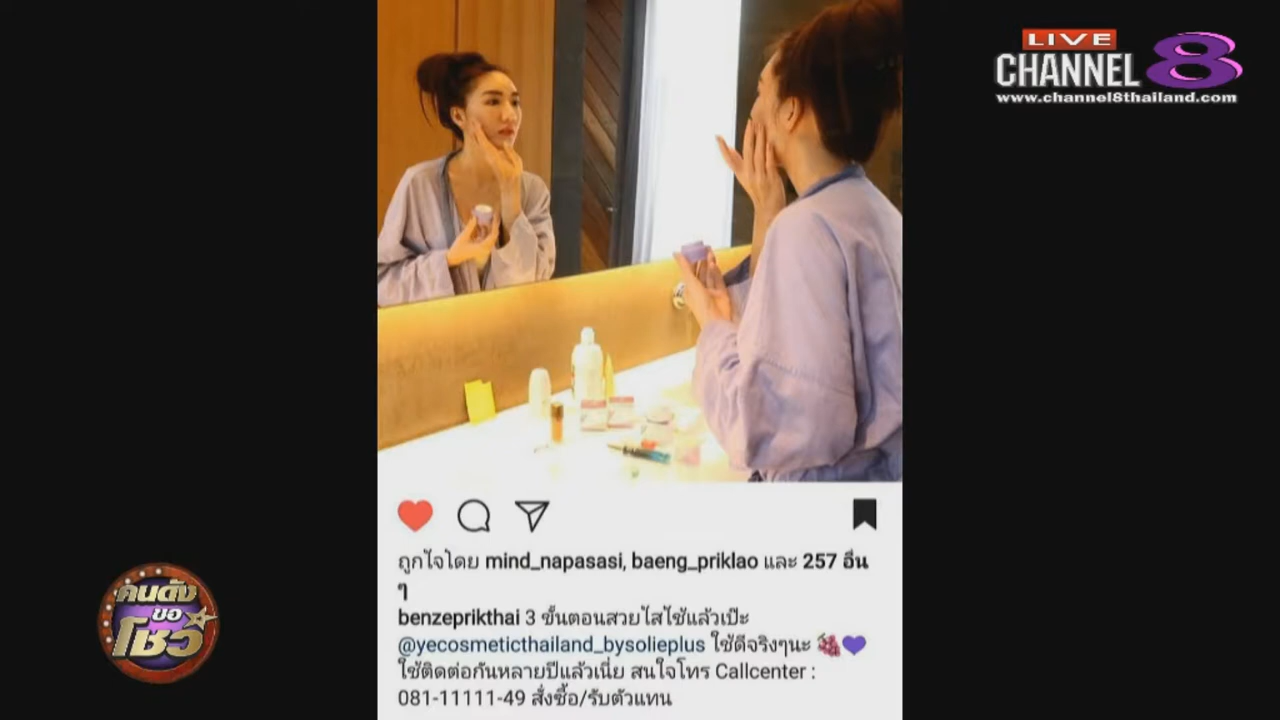 LIVE
CHANNEL 8
www.channel8thailand.com
ถูกใจโดย mind_napasasi, baeng_priklao และ 257 อื่น
ๆ
benzeprikthai 3 ขั้นตอนสวยใสใช้แล้วเป๊ะ
@yecosmeticthailand_bysolieplus ใช้ดีจริงๆนะ 🍇💜
ใช้ติดต่อกันหลายปีแล้วเนี่ย สนใจโทร Callcenter :
081-11111-49 สั่งซื้อ/รับตัวแทน
คนดัง
ขอ
โชว์